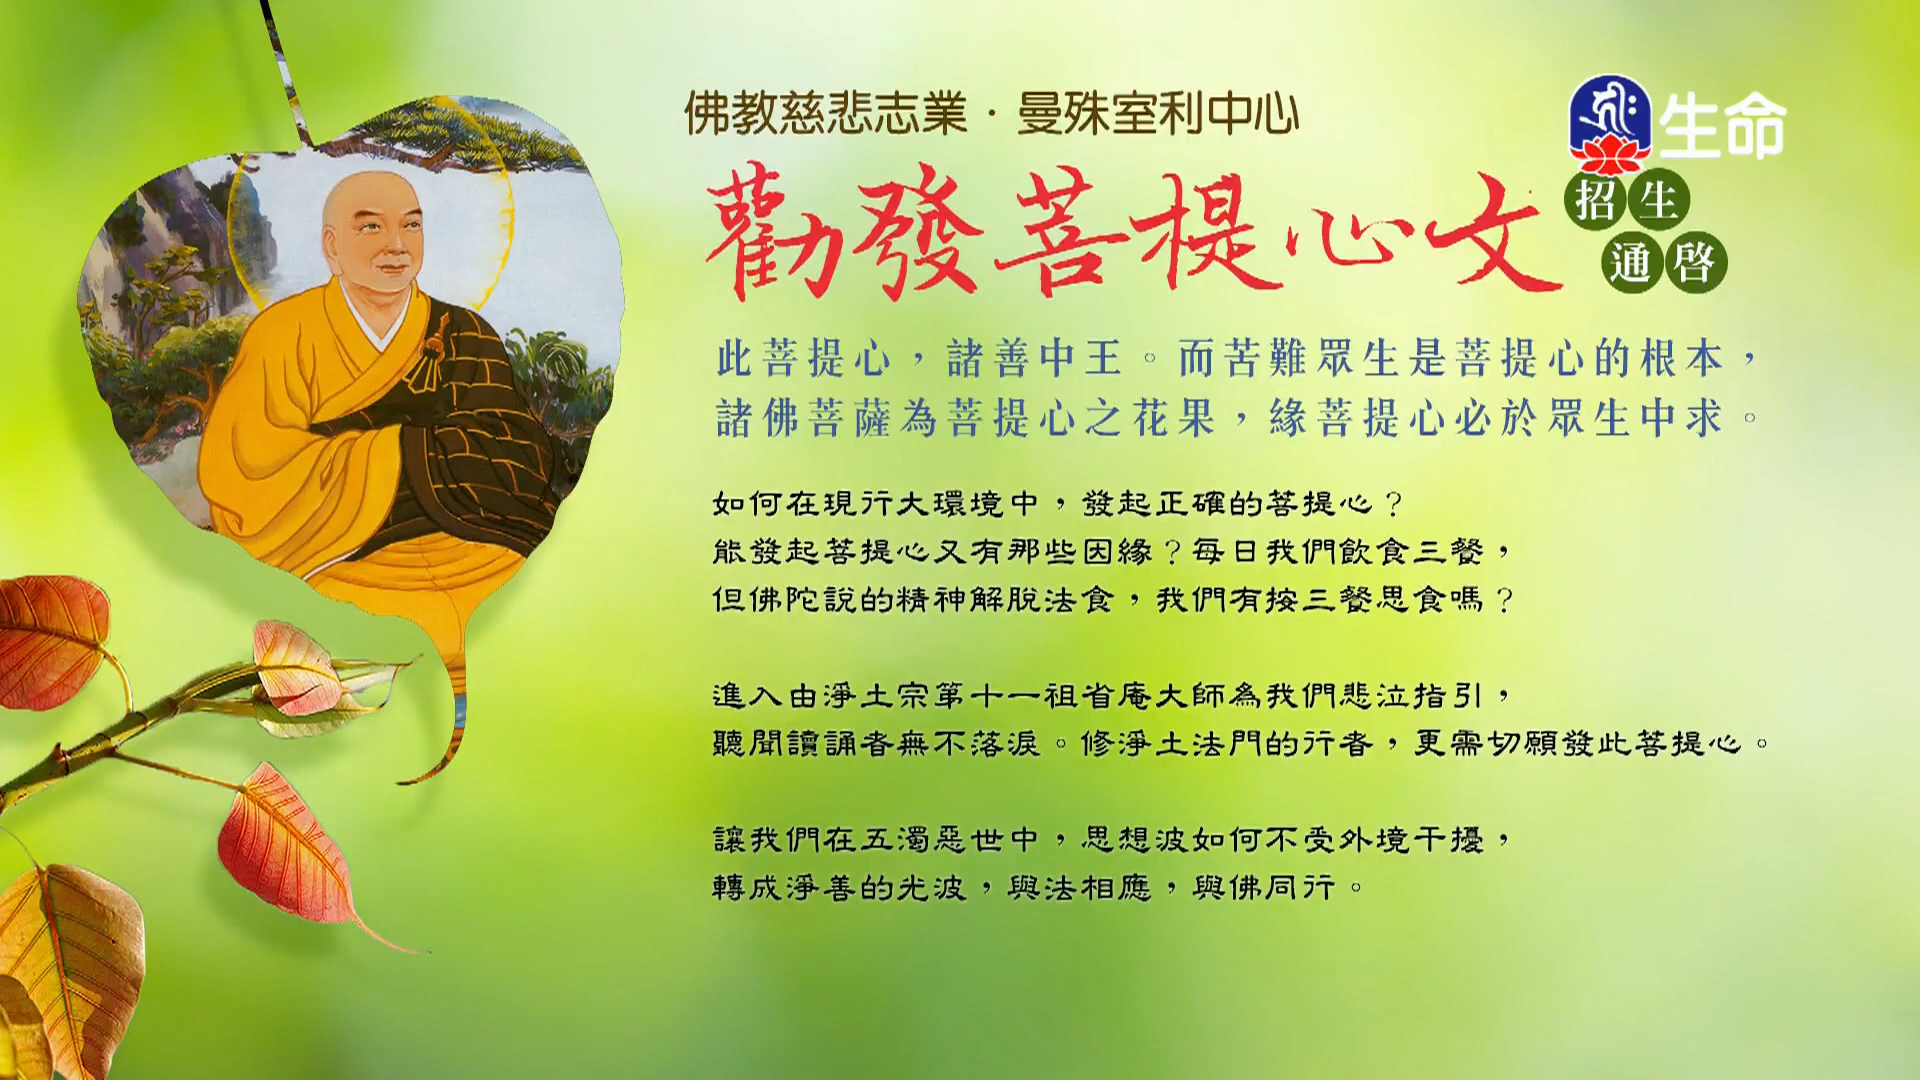 佛教慈悲志業．曼殊室利中心
生命
勸發菩提心文
招生
通啓
此菩提心，諸善中王。而苦難眾生是菩提心的根本，
諸佛菩薩為菩提心之花果，緣菩提心必於眾生中求。
如何在現行大環境中，發起正確的菩提心？
能發起菩提心又有那些因緣？每日我們飲食三餐，
但佛陀說的精神解脫法食，我們有按三餐思食嗎？
進入由淨土宗第十一祖省庵大師為我們悲泣指引，
聽聞讀誦者無不落淚。修淨土法門的行者，更需切願發此菩提心。
讓我們在五濁惡世中，思想波如何不受外境干擾，
轉成淨善的光波，與法相應，與佛同行。